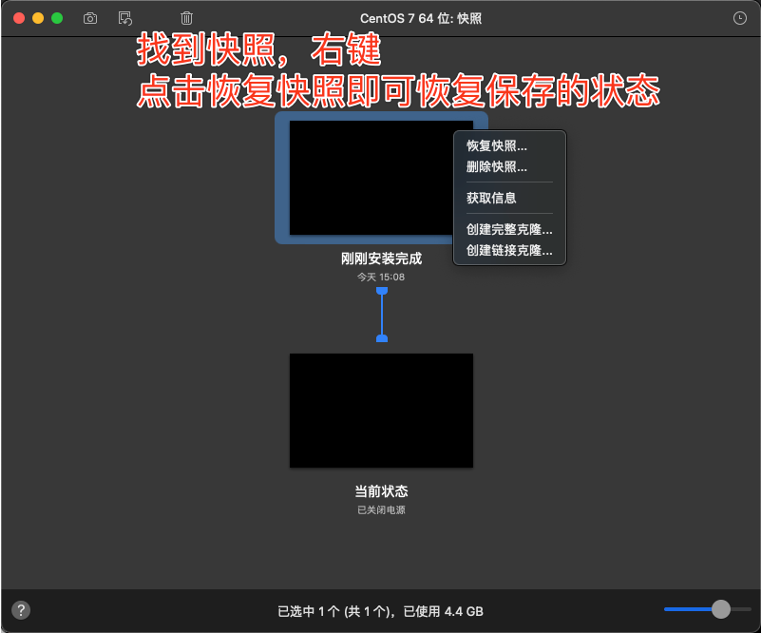 CentOS 7 64 位: 快照
找到快照，右键
点击恢复快照即可恢复保存的状态
恢复快照...
删除快照...
获取信息
创建完整克隆...
创建链接克隆...
刚刚安装完成
今天 15:08
当前状态
已关闭电源
?
已选中 1 个 (共 1 个)，已使用 4.4 GB